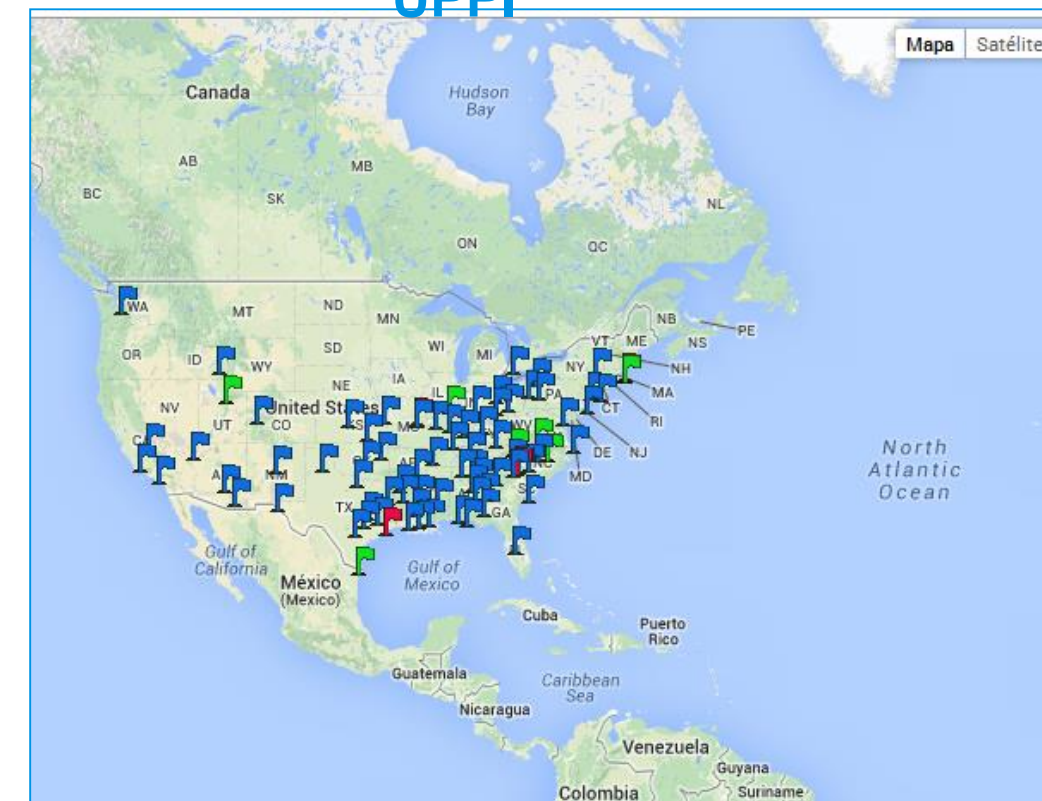 UPPI
Mapa Satélite
Canada
Hudson
Bay
AB
MB
BC
SK
NL
ON
QC
WA
MT
ND
MN
NB
PE
NS
OR
ID
WY
SD
WI
MI
VT
ME
NY
NH
NE
IA
IL
PA
MA
NV
UT
United States
CO
CT
RI
CA
WV
DE
NJ
MD
NM
NC
TX
GA
North
Atlantic
Ocean
Gulf of
California
Gulf of
Mexico
México
(Mexico)
Cuba
Puerto
Rico
Guatemala
Caribbean
Sea
Nicaragua
Venezuela
Guyana
Colombia
Suriname